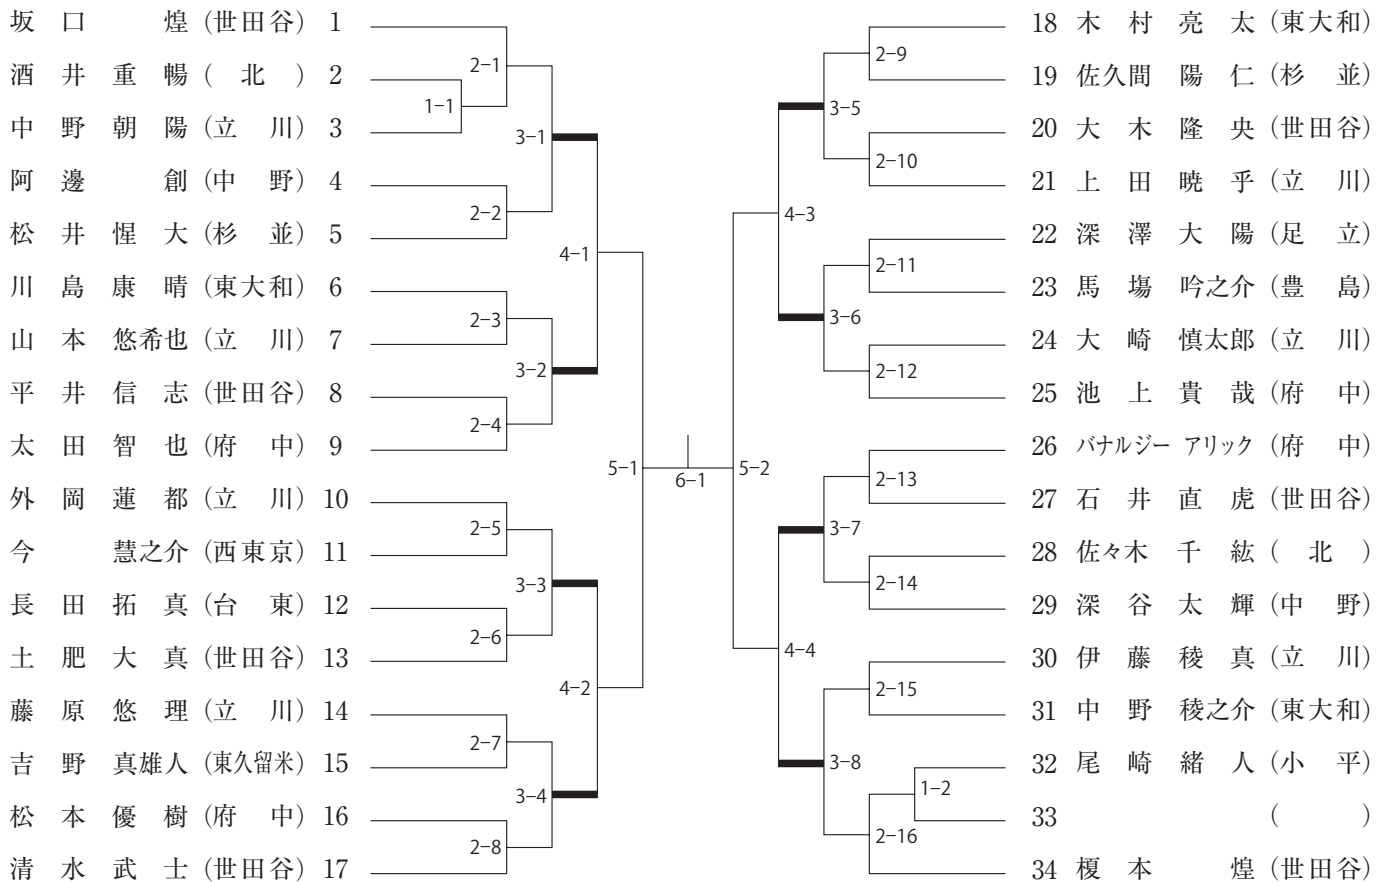 坂口 煌 (世田谷) 1
酒井重暢 (北) 2
中野朝陽 (立川) 3
阿邊 創 (中野) 4
松井惺大 (杉並) 5
川島康晴 (東大和) 6
山本悠希也 (立川) 7
平井信志 (世田谷) 8
太田智也 (府中) 9
外岡蓮都 (立川) 10
今 慧之介 (西東京) 11
長田拓真 (台東) 12
土肥大真 (世田谷) 13
藤原悠理 (立川) 14
吉野真雄人 (東久留米) 15
松本優樹 (府中) 16
清水武士 (世田谷) 17
1-1
2-1
2-2
2-3
2-4
2-5
2-6
2-7
2-8
3-1
3-2
3-3
3-4
4-1
4-2
5-1
6-1
5-2
4-3
4-4
3-5
3-6
3-7
3-8
2-9
2-10
2-11
2-12
2-13
2-14
2-15
2-16
1-2
18 木村亮太 (東大和)
19 佐久間陽仁 (杉並)
20 大木隆央 (世田谷)
21 上田暁乎 (立川)
22 深澤大陽 (足立)
23 馬塲吟之介 (豊島)
24 大崎慎太郎 (立川)
25 池上貴哉 (府中)
26 バナルジー アリック (府中)
27 石井直虎 (世田谷)
28 佐々木千紘 (北)
29 深谷太輝 (中野)
30 伊藤稜真 (立川)
31 中野稜之介 (東大和)
32 尾崎緒人 (小平)
33 ( )
34 榎本 煌 (世田谷)